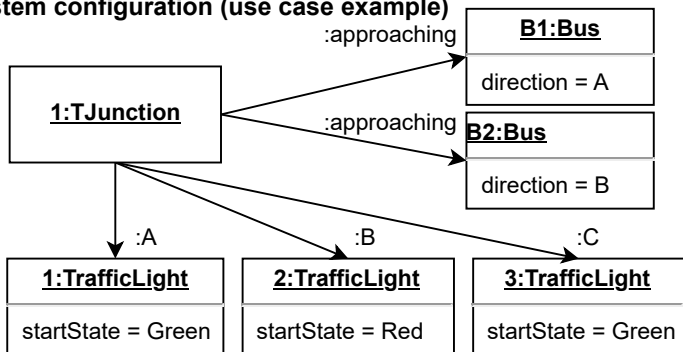 stem configuration (use case example)
:approaching
B1:Bus
direction = A
1:TJunction
:approaching
B2:Bus
direction = B
:A
:B
:C
1:TrafficLight
2:TrafficLight
3:TrafficLight
startState = Green
startState = Red
startState = Green